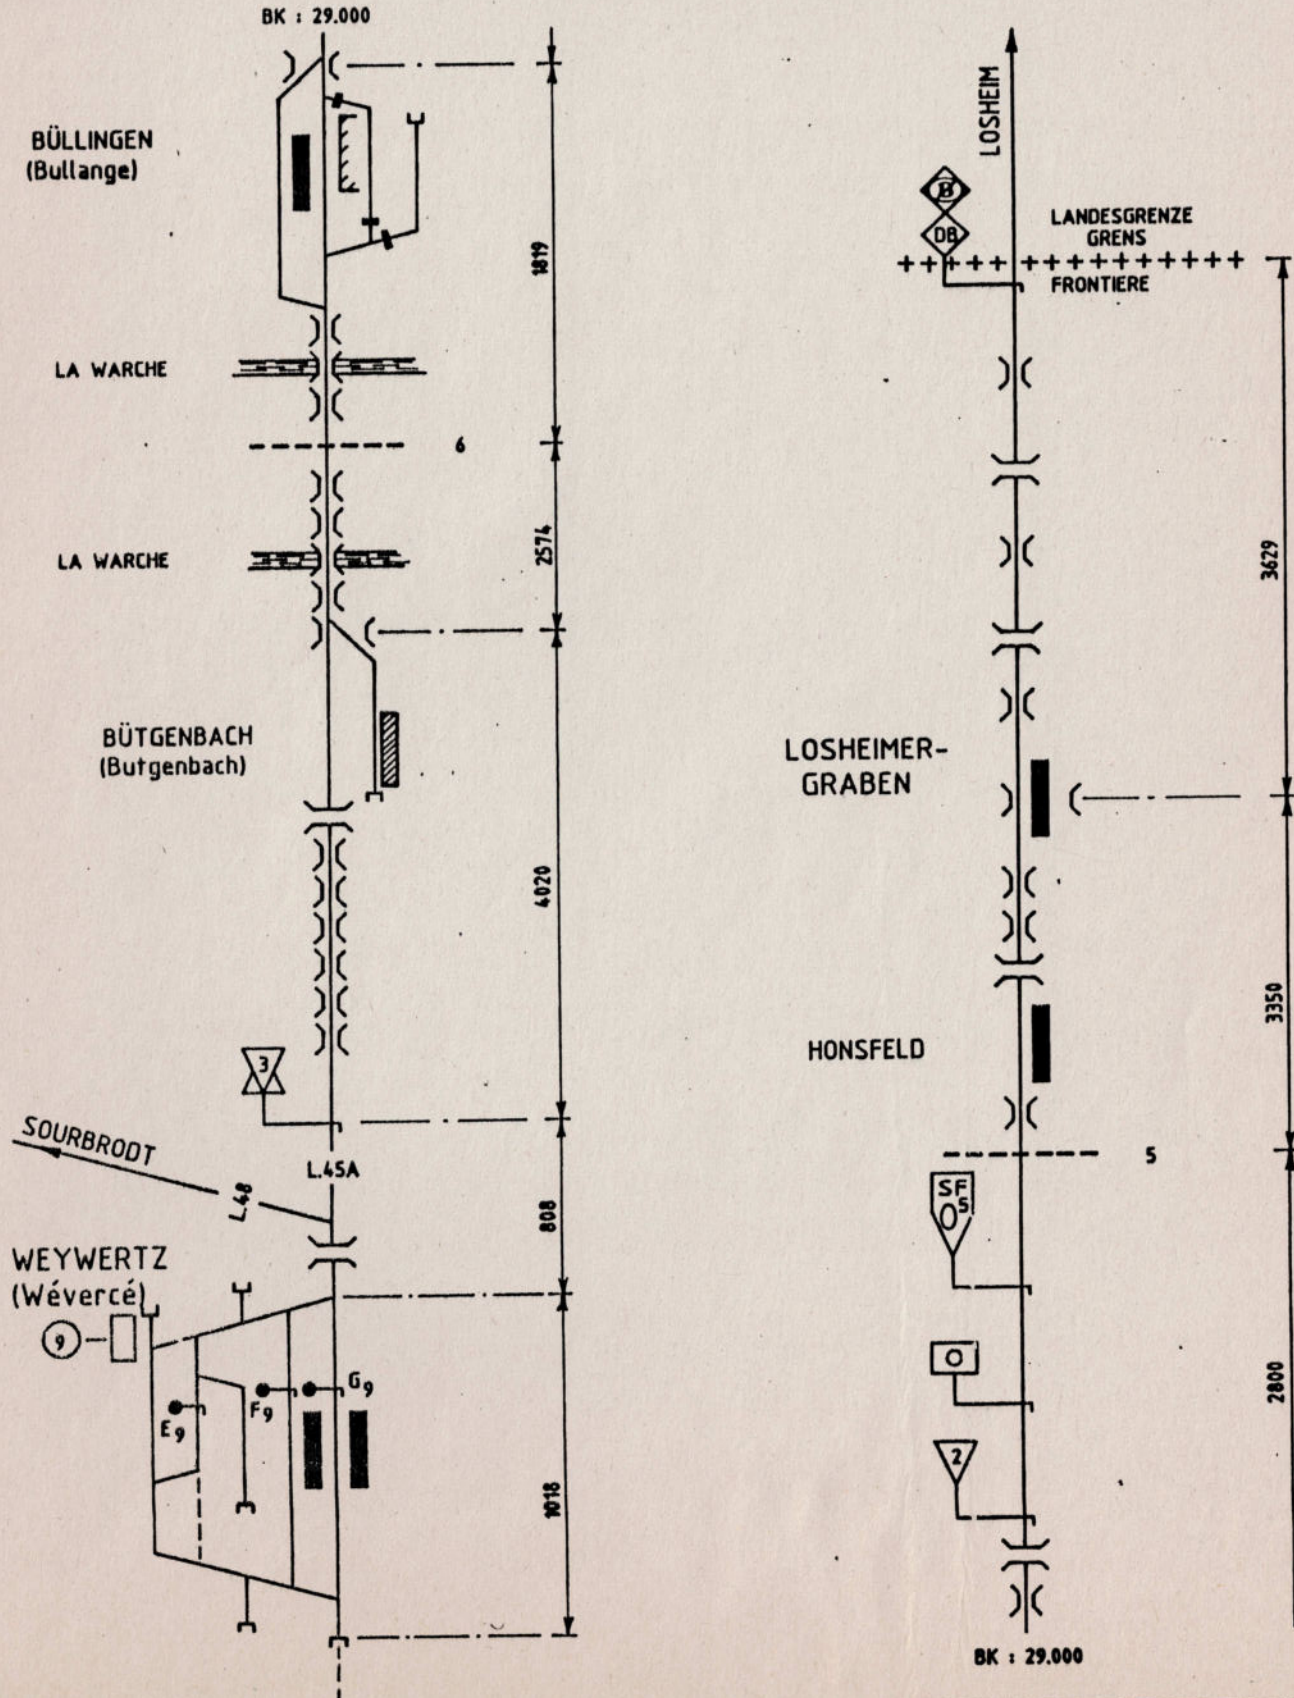 BK : 29.000
BÜLLINGEN
(Bullange)
1819
LA WARCHE
6
2574
LA WARCHE
BÜTGENBACH
(Butgenbach)
4020
3
SOURBRODT
L.48
L.45A
808
WEYWERTZ
(Wévercé)
9
E9
F9
G9
1018
LOSHEIM
B
DB
LANDESGRENZE
GRENS
FRONTIERE
3629
LOSHEIMER-
GRABEN
3350
HONSFELD
5
SF
5
0
2800
2
BK : 29.000